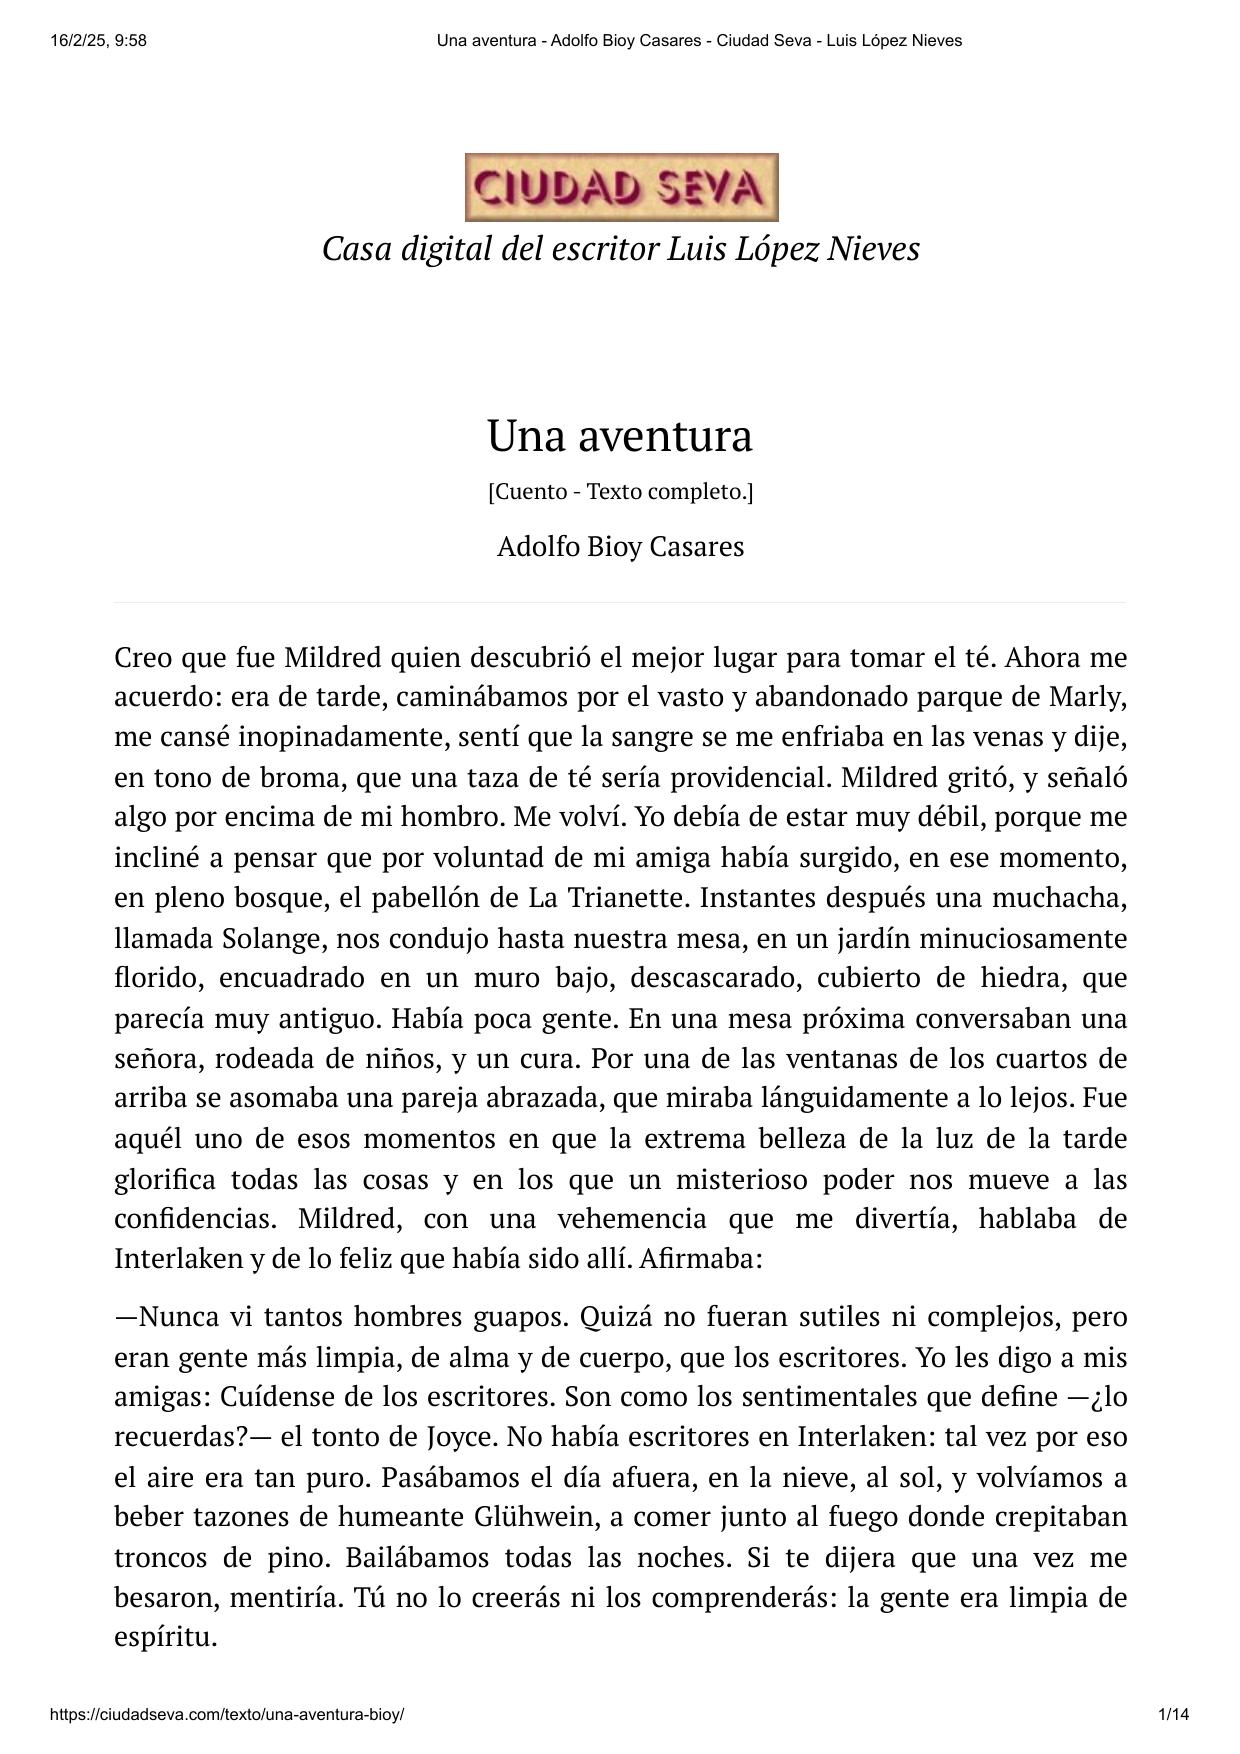 16/2/25, 9:58
Una aventura - Adolfo Bioy Casares - Ciudad Seva - Luis López Nieves
CIUDAD SEVA
Casa digital del escritor Luis López Nieves
Una aventura
[Cuento - Texto completo.]
Adolfo Bioy Casares
Creo que fue Mildred quien descubrió el mejor lugar para tomar el té. Ahora me
acuerdo: era de tarde, caminábamos por el vasto y abandonado parque de Marly,
me cansé inopinadamente, sentí que la sangre se me enfriaba en las venas y dije,
en tono de broma, que una taza de té sería providencial. Mildred gritó, y señaló
algo por encima de mi hombro. Me volví. Yo debía de estar muy débil, porque me
incliné a pensar que por voluntad de mi amiga había surgido, en ese momento,
en pleno bosque, el pabellón de La Trianette. Instantes después una muchacha,
llamada Solange, nos condujo hasta nuestra mesa, en un jardín minuciosamente
florido, encuadrado en un muro bajo, descascarado, cubierto de hiedra, que
parecía muy antiguo. Había poca gente. En una mesa próxima conversaban una
señora, rodeada de niños, y un cura. Por una de las ventanas de los cuartos de
arriba se asomaba una pareja abrazada, que miraba lánguidamente a lo lejos. Fue
aquél uno de esos momentos en que la extrema belleza de la luz de la tarde
glorifica todas las cosas y en los que un misterioso poder nos mueve a las
confidencias. Mildred, con una vehemencia que me divertía, hablaba de
Interlaken y de lo feliz que había sido allí. Afirmaba:
—Nunca vi tantos hombres guapos. Quizá no fueran sutiles ni complejos, pero
eran gente más limpia, de alma y de cuerpo, que los escritores. Yo les digo a mis
amigas: Cuídense de los escritores. Son como los sentimentales que define —¿lo
recuerdas?— el tonto de Joyce. No había escritores en Interlaken: tal vez por eso
el aire era tan puro. Pasábamos el día afuera, en la nieve, al sol, y volvíamos a
beber tazones de humeante Glühwein, a comer junto al fuego donde crepitaban
troncos de pino. Bailábamos todas las noches. Si te dijera que una vez me
besaron, mentiría. Tú no lo creerás ni los comprenderás: la gente era limpia de
espíritu.
https://ciudadseva.com/texto/una-aventura-bioy/
1/14